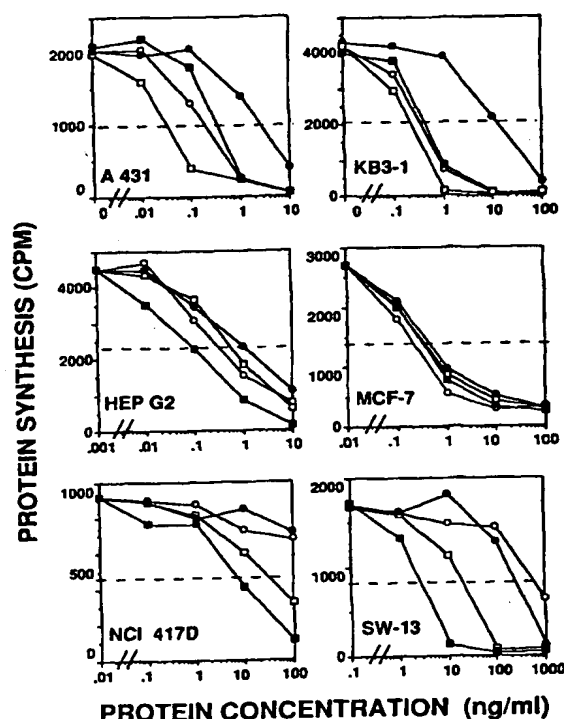 PROTEIN SYNTHESIS (CPM)
2000
1000
0
A 431
0 .01 .1 1 10
4000
2000
0
KB3-1
0 .1 1 10 100
4000
2000
0
HEP G2
.001 .01 .1 1 10
3000
2000
1000
0
MCF-7
.01 .1 1 10 100
1000
500
0
NCI 417D
.01 .1 1 10 100
2000
1000
0
SW-13
.1 1 10 100 1000
PROTEIN CONCENTRATION (ng/ml)